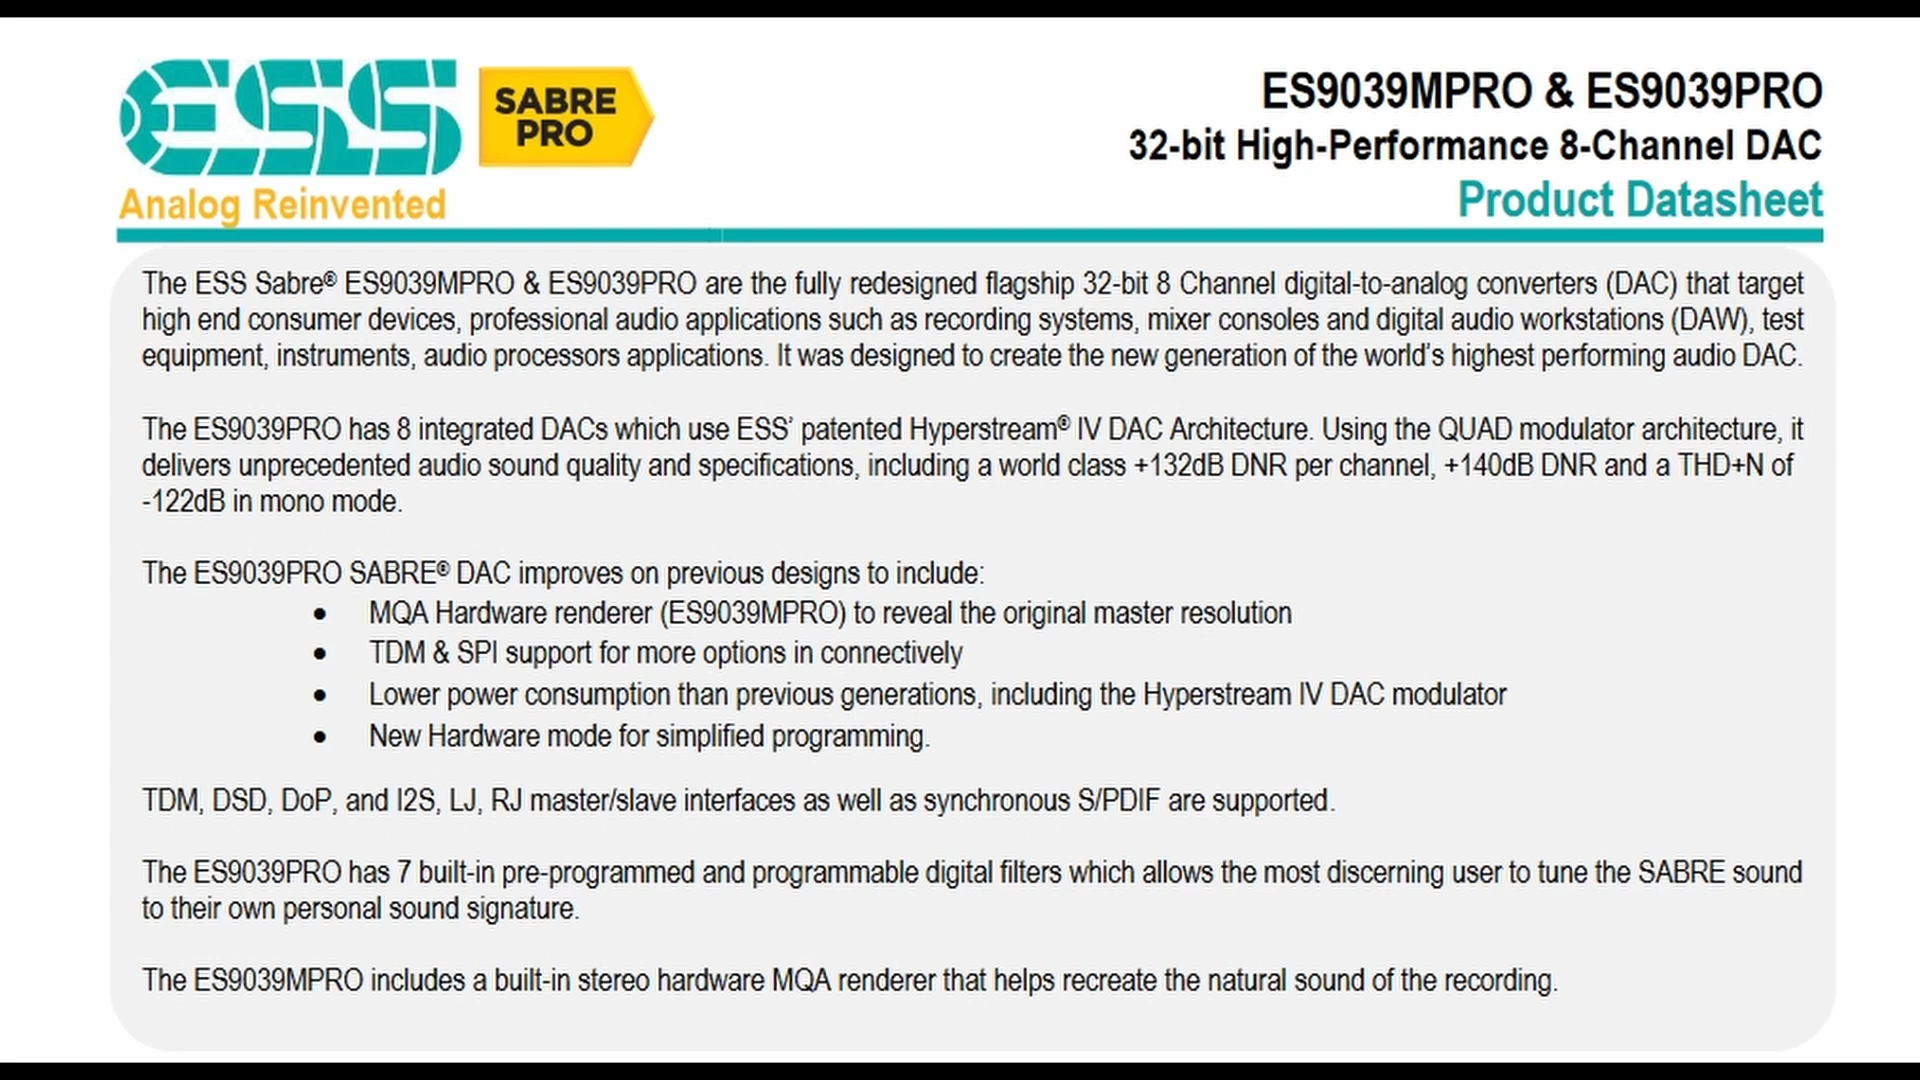 ESS
SABRE
PRO
Analog Reinvented
ES9039MPRO & ES9039PRO
32-bit High-Performance 8-Channel DAC
Product Datasheet
The ESS Sabre® ES9039MPRO & ES9039PRO are the fully redesigned flagship 32-bit 8 Channel digital-to-analog converters (DAC) that target
high end consumer devices, professional audio applications such as recording systems, mixer consoles and digital audio workstations (DAW), test
equipment, instruments, audio processors applications. It was designed to create the new generation of the world's highest performing audio DAC.
The ES9039PRO has 8 integrated DACs which use ESS' patented Hyperstream® IV DAC Architecture. Using the QUAD modulator architecture, it
delivers unprecedented audio sound quality and specifications, including a world class +132dB DNR per channel, +140dB DNR and a THD+N of
-122dB in mono mode.
The ES9039PRO SABRE® DAC improves on previous designs to include:
• MQA Hardware renderer (ES9039MPRO) to reveal the original master resolution
• TDM & SPI support for more options in connectively
• Lower power consumption than previous generations, including the Hyperstream IV DAC modulator
• New Hardware mode for simplified programming.
TDM, DSD, DoP, and I2S, LJ, RJ master/slave interfaces as well as synchronous S/PDIF are supported.
The ES9039PRO has 7 built-in pre-programmed and programmable digital filters which allows the most discerning user to tune the SABRE sound
to their own personal sound signature.
The ES9039MPRO includes a built-in stereo hardware MQA renderer that helps recreate the natural sound of the recording.